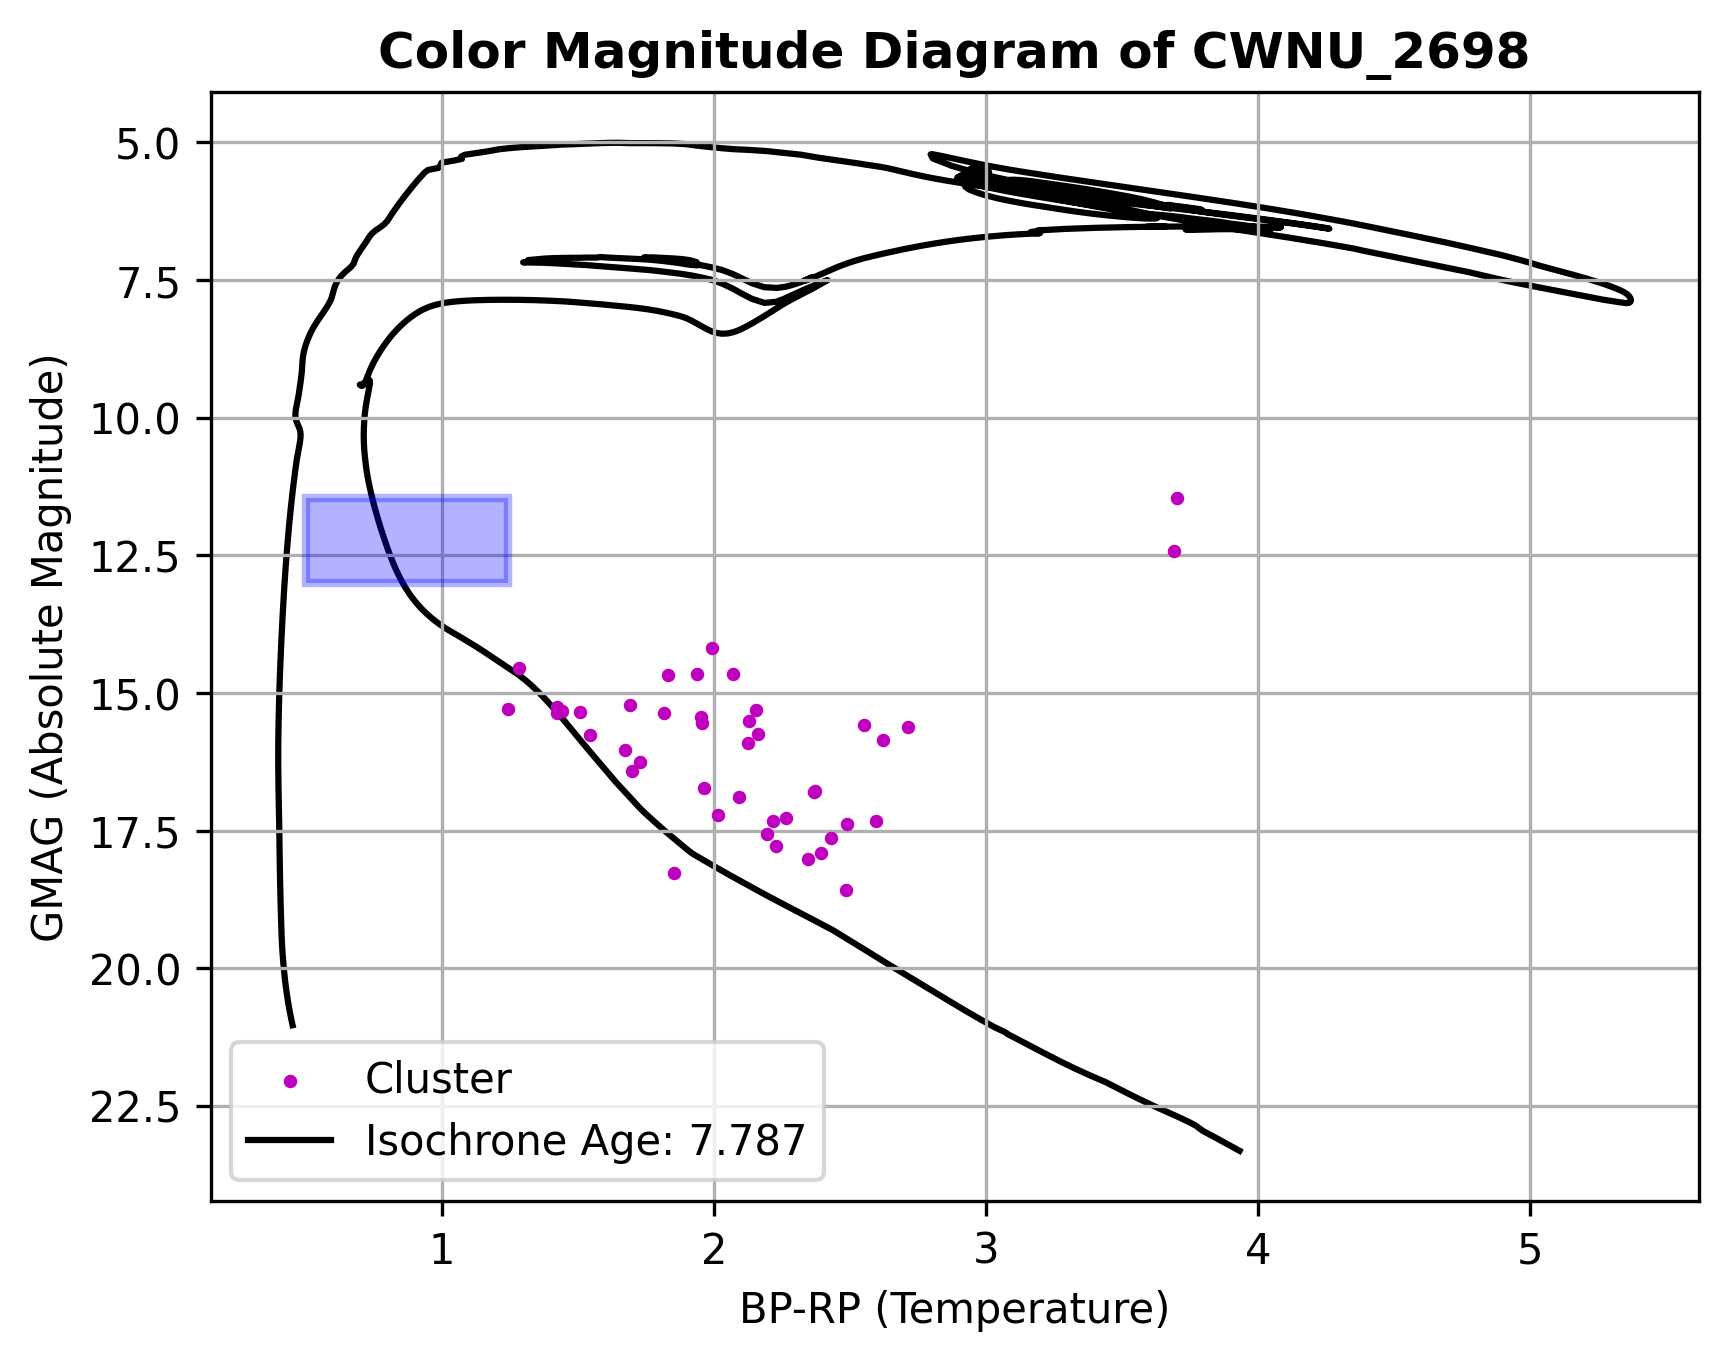 Color Magnitude Diagram of CWNU_2698
GMAG (Absolute Magnitude)
5.0
7.5
10.0
12.5
15.0
17.5
20.0
22.5
Cluster
Isochrone Age: 7.787
1 2 3 4 5
BP-RP (Temperature)